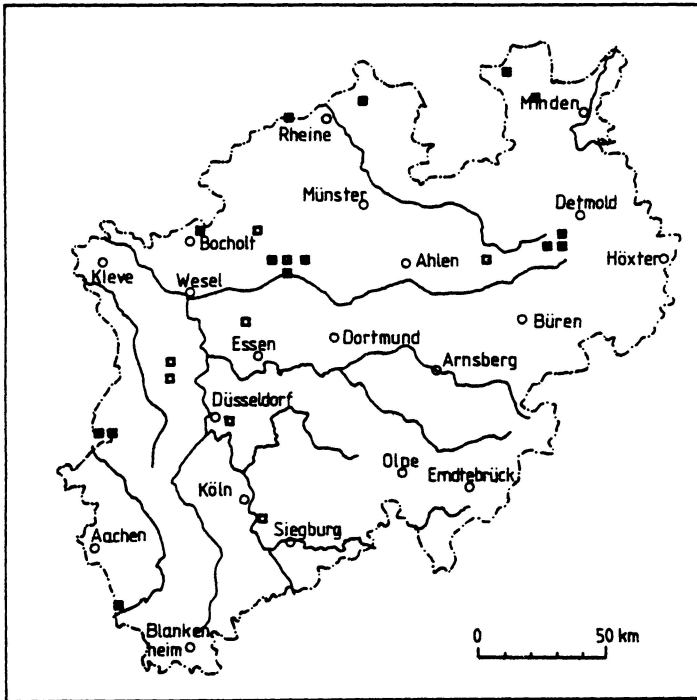 Minden
Rheine
Münster
Detmold
Bocholt
Ahlen
Höxter
Kleve
Wesel
Büren
Essen
Dortmund
Arnsberg
Düsseldorf
Olpe
Erndtebrück
Köln
Siegburg
Aachen
Blanken
heim
0 50 km